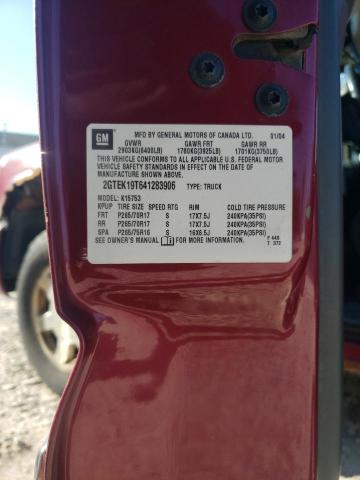 GM
MFD BY GENERAL MOTORS OF CANADA LTD. 01/04
GVWR GAWR FRT GAWR RR
2903KG(6400LB) 1780KG(3925LB) 1701KG(3750LB)
THIS VEHICLE CONFORMS TO ALL APPLICABLE U.S. FEDERAL MOTOR
VEHICLE SAFETY STANDARDS IN EFFECT ON THE DATE OF
MANUFACTURE SHOWN ABOVE.
2GTEK19T641283906 TYPE: TRUCK
MODEL: K15753
KPUP TIRE SIZE SPEED RTG RIM COLD TIRE PRESSURE
FRT P265/70R17 S 17X7.5J 240KPA(35PSI)
RR P265/70R17 S 17X7.5J 240KPA(35PSI)
SPA P265/75R16 S 16X6.5J 240KPA(35PSI)
SEE OWNER'S MANUAL FOR MORE INFORMATION F 44S
T 372